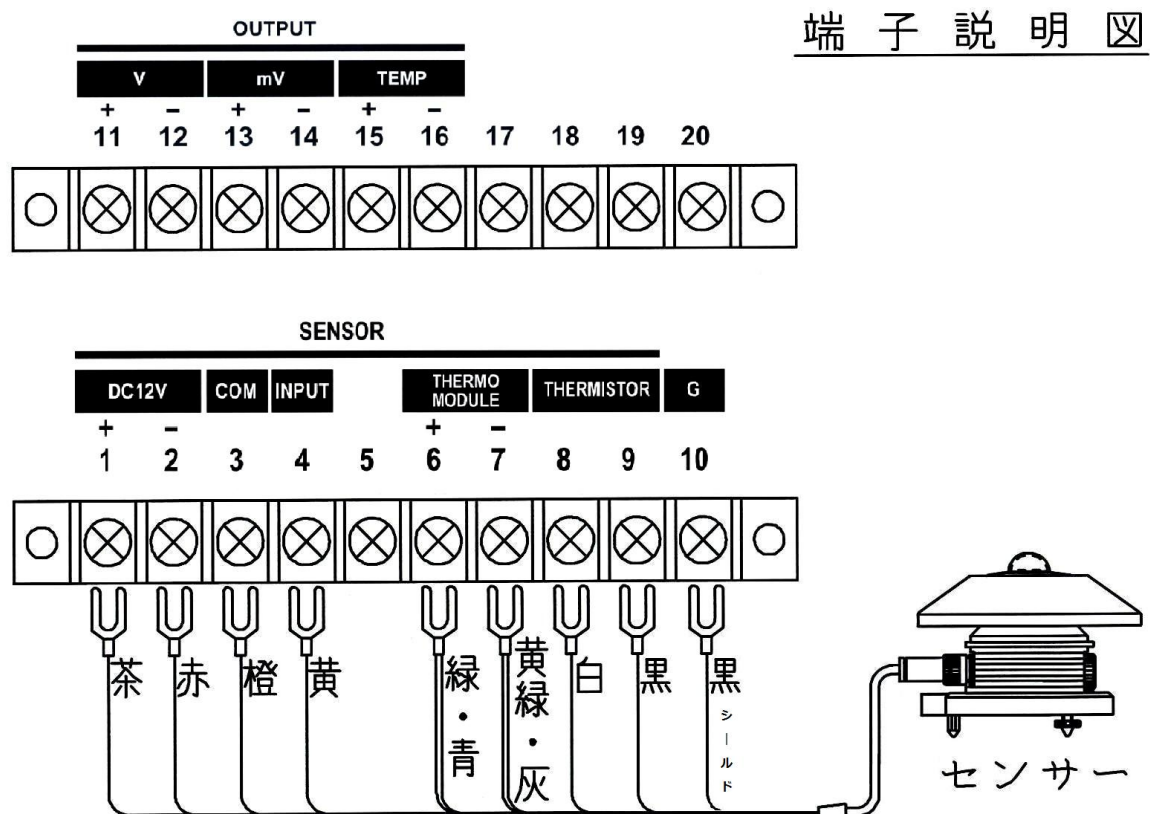 端子説明図
OUTPUT
V mV TEMP
+ − + − + −
11 12 13 14 15 16 17 18 19 20
SENSOR
DC12V COM INPUT THERMO MODULE THERMISTOR G
+ − + −
1 2 3 4 5 6 7 8 9 10
茶 赤 橙 黄 緑・青 黄緑・灰 白 黒 黒 シールド
センサー